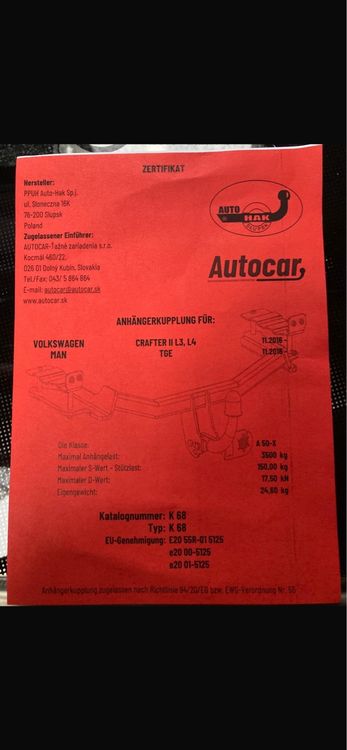 ZERTIFIKAT
Hersteller:
PPUH Auto-Hak Sp.j.
ul. Słoneczna 16K
76-200 Słupsk
Poland
Zugelassener Einführer:
AUTOCAR-Ťažné zariadenia s.r.o.
Kocmál 460/22,
026 01 Dolný Kubín, Slovakia
Tel./Fax: 043/ 5 864 864
E-mail: autocar@autocar.sk
www.autocar.sk
AUTO
HAK
SŁUPSK
Autocar
ANHÄNGERKUPPLUNG FÜR:
VOLKSWAGEN CRAFTER II L3, L4 11.2016 -
MAN TGE 11.2016 -
Die Klasse: A 50-X
Maximal Anhängelast: 3500 kg
Maximaler S-Wert - Stützlast: 150,00 kg
Maximaler D-Wert: 17,50 kN
Eigengewicht: 24,60 kg
Katalognummer: K 68
Typ: K 68
EU-Genehmigung: E20 55R-01 5125
e20 00-5125
e20 01-5125
Anhängerkupplung zugelassen nach Richtlinie 94/20/EG bzw. EWG-Verordnung Nr. 55